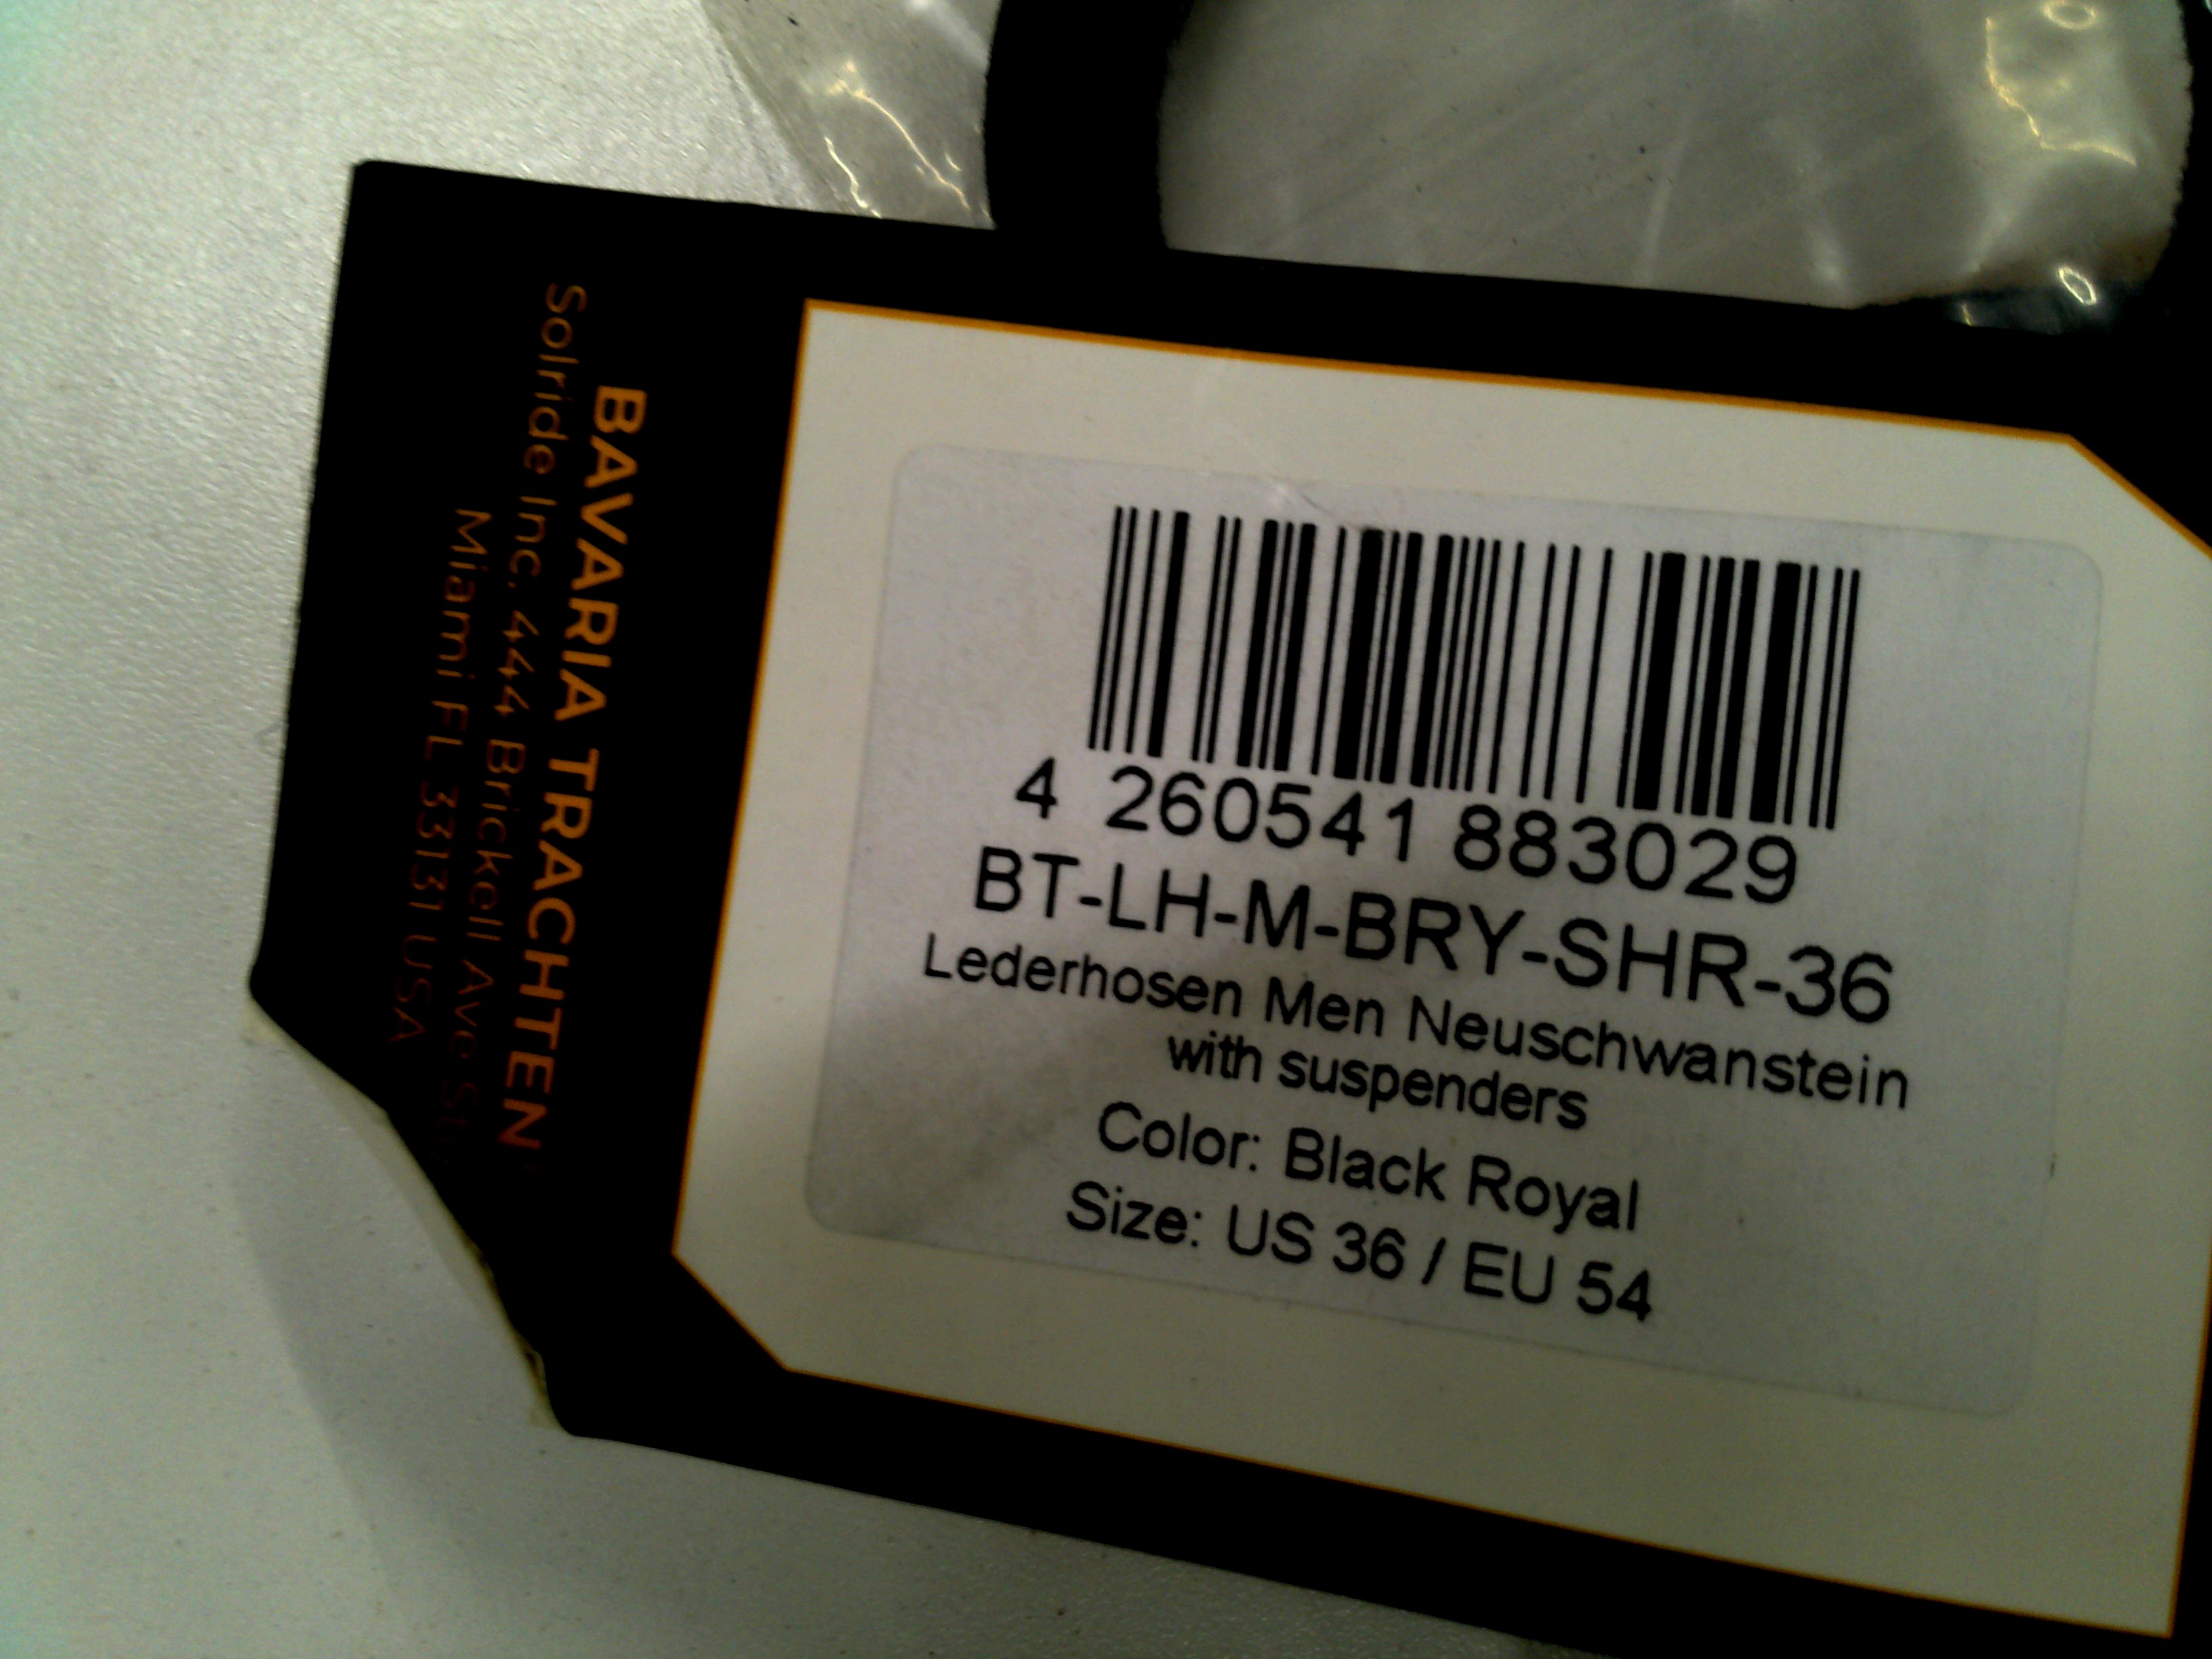 BAVARIA TRACHTEN
Solride Inc. 444 Brickell Ave
Miami FL 33131 USA
4 260541 883029
BT-LH-M-BRY-SHR-36
Lederhosen Men Neuschwanstein
with suspenders
Color: Black Royal
Size: US 36 / EU 54